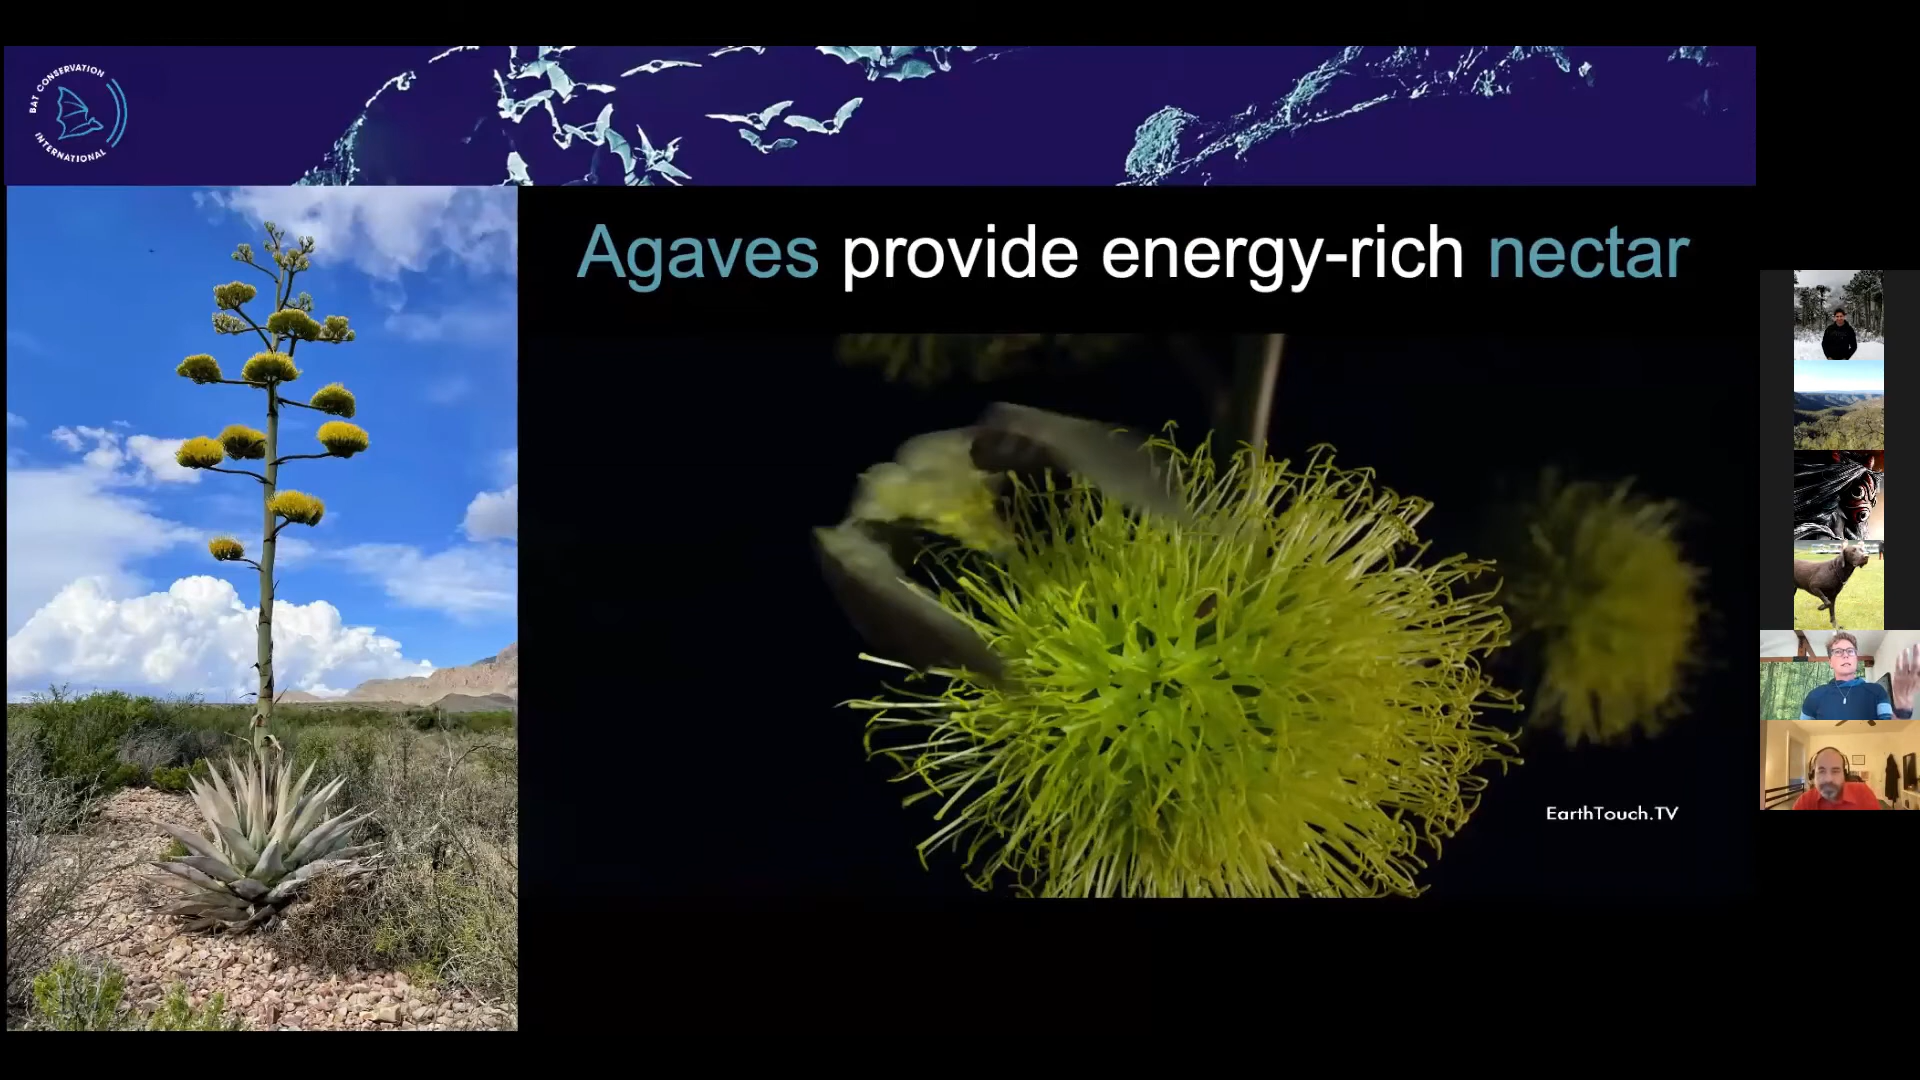 BAT CONSERVATION
INTERNATIONAL
Agaves provide energy-rich nectar
EarthTouch.TV